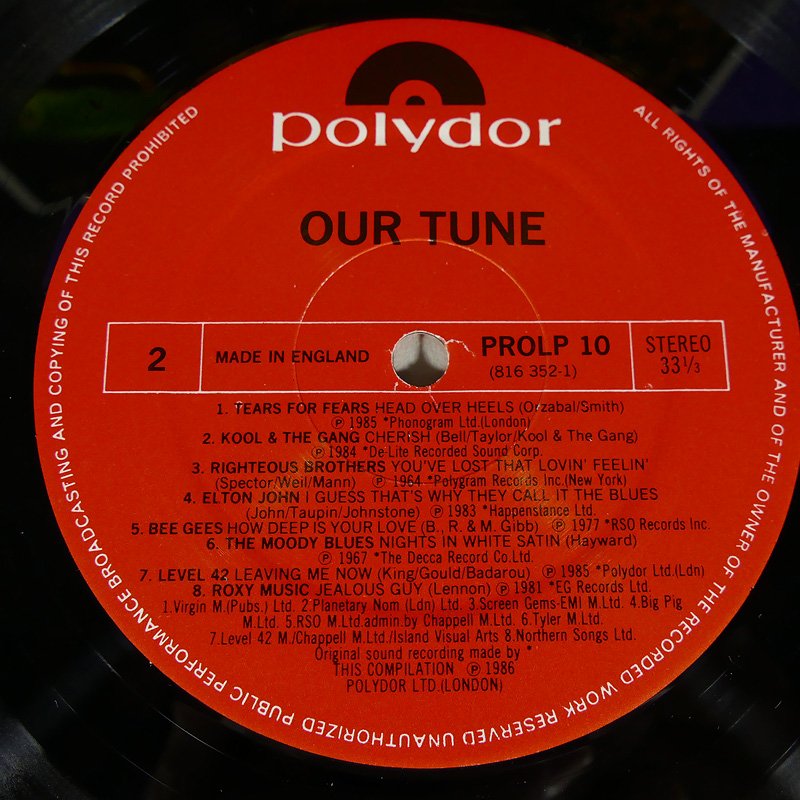 polydor
OUR TUNE
2 MADE IN ENGLAND PROLP 10 (816 352-1) STEREO 33⅓
1. TEARS FOR FEARS HEAD OVER HEELS (Orzabal/Smith)
℗ 1985 *Phonogram Ltd.(London)
2. KOOL & THE GANG CHERISH (Bell/Taylor/Kool & The Gang)
℗ 1984 *De-Lite Recorded Sound Corp.
3. RIGHTEOUS BROTHERS YOU'VE LOST THAT LOVIN' FEELIN'
(Spector/Weil/Mann) ℗ 1964 *Polygram Records Inc.(New York)
4. ELTON JOHN I GUESS THAT'S WHY THEY CALL IT THE BLUES
(John/Taupin/Johnstone) ℗ 1983 *Happenstance Ltd.
5. BEE GEES HOW DEEP IS YOUR LOVE (B., R. & M. Gibb) ℗ 1977 *RSO Records Inc.
6. THE MOODY BLUES NIGHTS IN WHITE SATIN (Hayward)
℗ 1967 *The Decca Record Co.Ltd.
7. LEVEL 42 LEAVING ME NOW (King/Gould/Badarou) ℗ 1985 *Polydor Ltd.(Ldn)
8. ROXY MUSIC JEALOUS GUY (Lennon) ℗ 1981 *EG Records Ltd.
1.Virgin M.(Pubs.) Ltd. 2.Planetary Nom (Ldn) Ltd. 3.Screen Gems-EMI M.Ltd. 4.Big Pig
M.Ltd. 5.RSO M.Ltd.admin.by Chappell M.Ltd. 6.Tyler M.Ltd.
7.Level 42 M./Chappell M.Ltd./Island Visual Arts 8.Northern Songs Ltd.
Original sound recording made by *
THIS COMPILATION ℗ 1986
POLYDOR LTD.(LONDON)
ALL RIGHTS OF THE MANUFACTURER AND OF THE OWNER OF THE RECORDED WORK RESERVED UNAUTHORIZED PUBLIC PERFORMANCE BROADCASTING AND COPYING OF THIS RECORD PROHIBITED